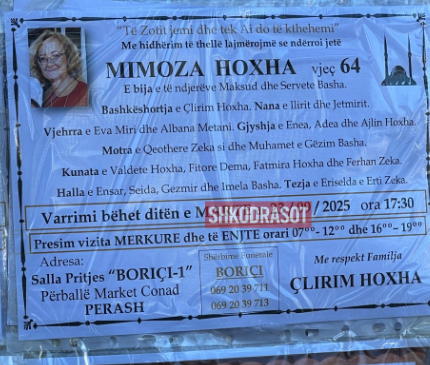 "Të Zotit jemi dhe tek Ai do të kthehemi"
Me hidhërim të thellë lajmërojmë se ndërroi jetë
MIMOZA HOXHA vjeç 64
E bija e të ndjerëve Maksud dhe Servete Basha.
Bashkëshortja e Çlirim Hoxha. Nana e Ilirit dhe Jetmirit.
Vjehrra e Eva Miri dhe Albana Metani. Gjyshja e Enea, Adea dhe Ajlin Hoxha.
Motra e Qeothere Zeka si dhe Muhamet e Gëzim Basha.
Kunata e Valdete Hoxha, Fitore Dema, Fatmira Hoxha dhe Ferhan Zeka.
Halla e Ensar, Seida, Gezmir dhe Imela Basha. Tezja e Eriselda e Erti Zeka.
Varrimi bëhet ditën e M
SHKODRASOT
/ 2025 ora 17:30
Presim vizita MERKURE dhe të ENJTE orari 07⁰⁰- 12⁰⁰ dhe 16⁰⁰- 19⁰⁰
Adresa:
Salla Pritjes "BORIÇI-1"
Përballë Market Conad
PERASH
Shërbime Funerale
BORIÇI
069 20 39 711
069 20 39 713
Me respekt Familja
ÇLIRIM HOXHA